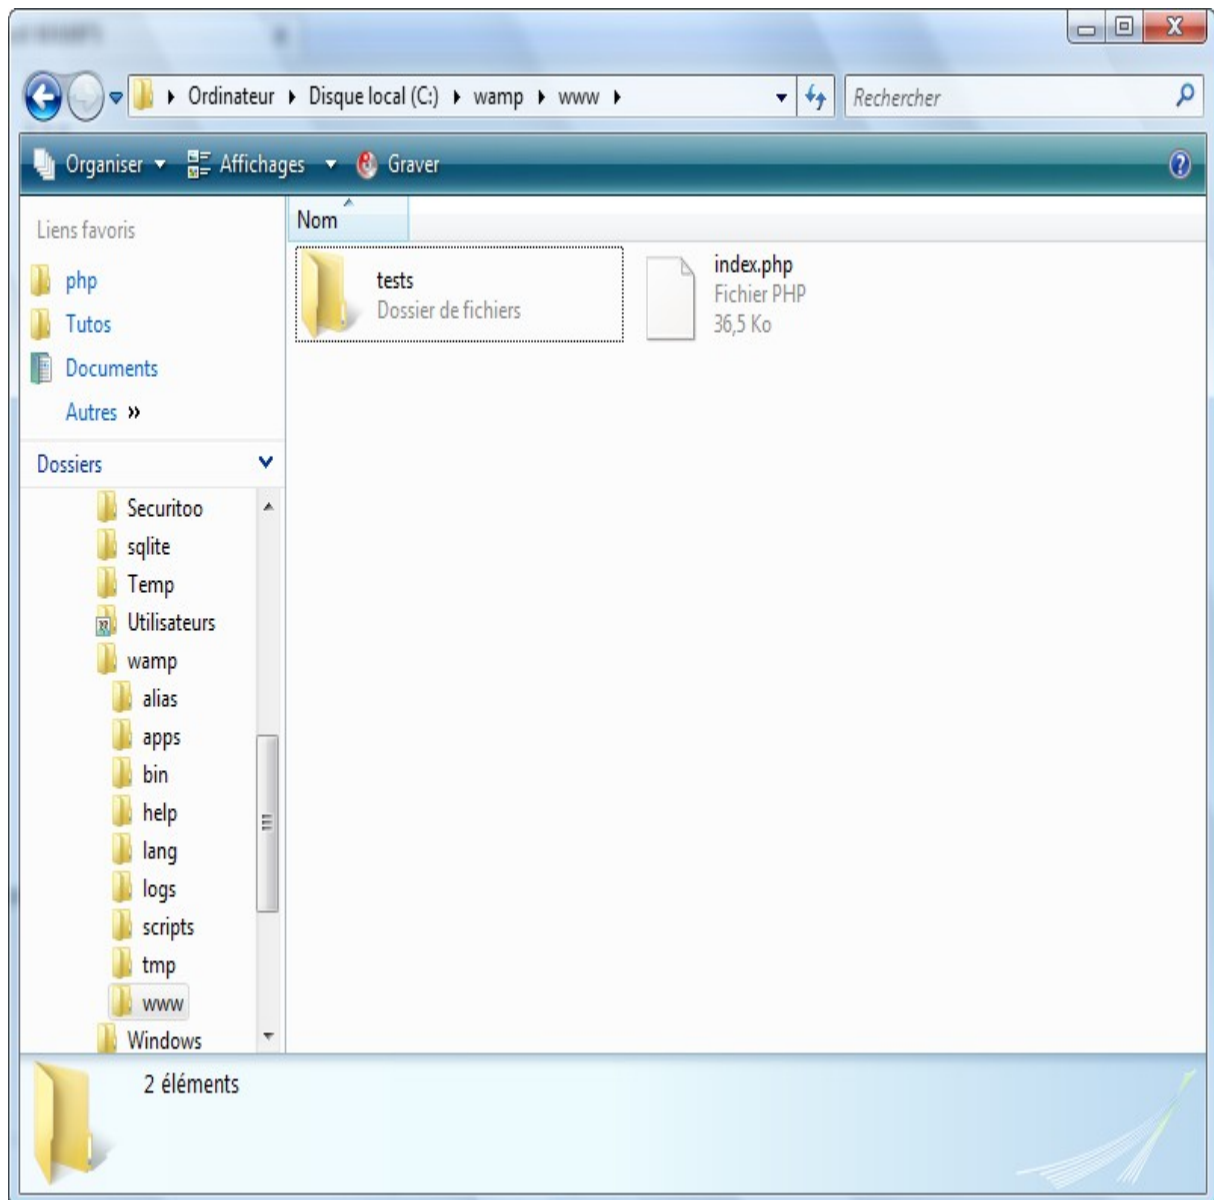 Ordinateur Disque local (C:) wamp www Rechercher
Organiser Affichages Graver
Liens favoris
php
Tutos
Documents
Autres »
Dossiers
Securitoo
sqlite
Temp
Utilisateurs
wamp
alias
apps
bin
help
lang
logs
scripts
tmp
www
Windows
Nom
tests
Dossier de fichiers
index.php
Fichier PHP
36,5 Ko
2 éléments